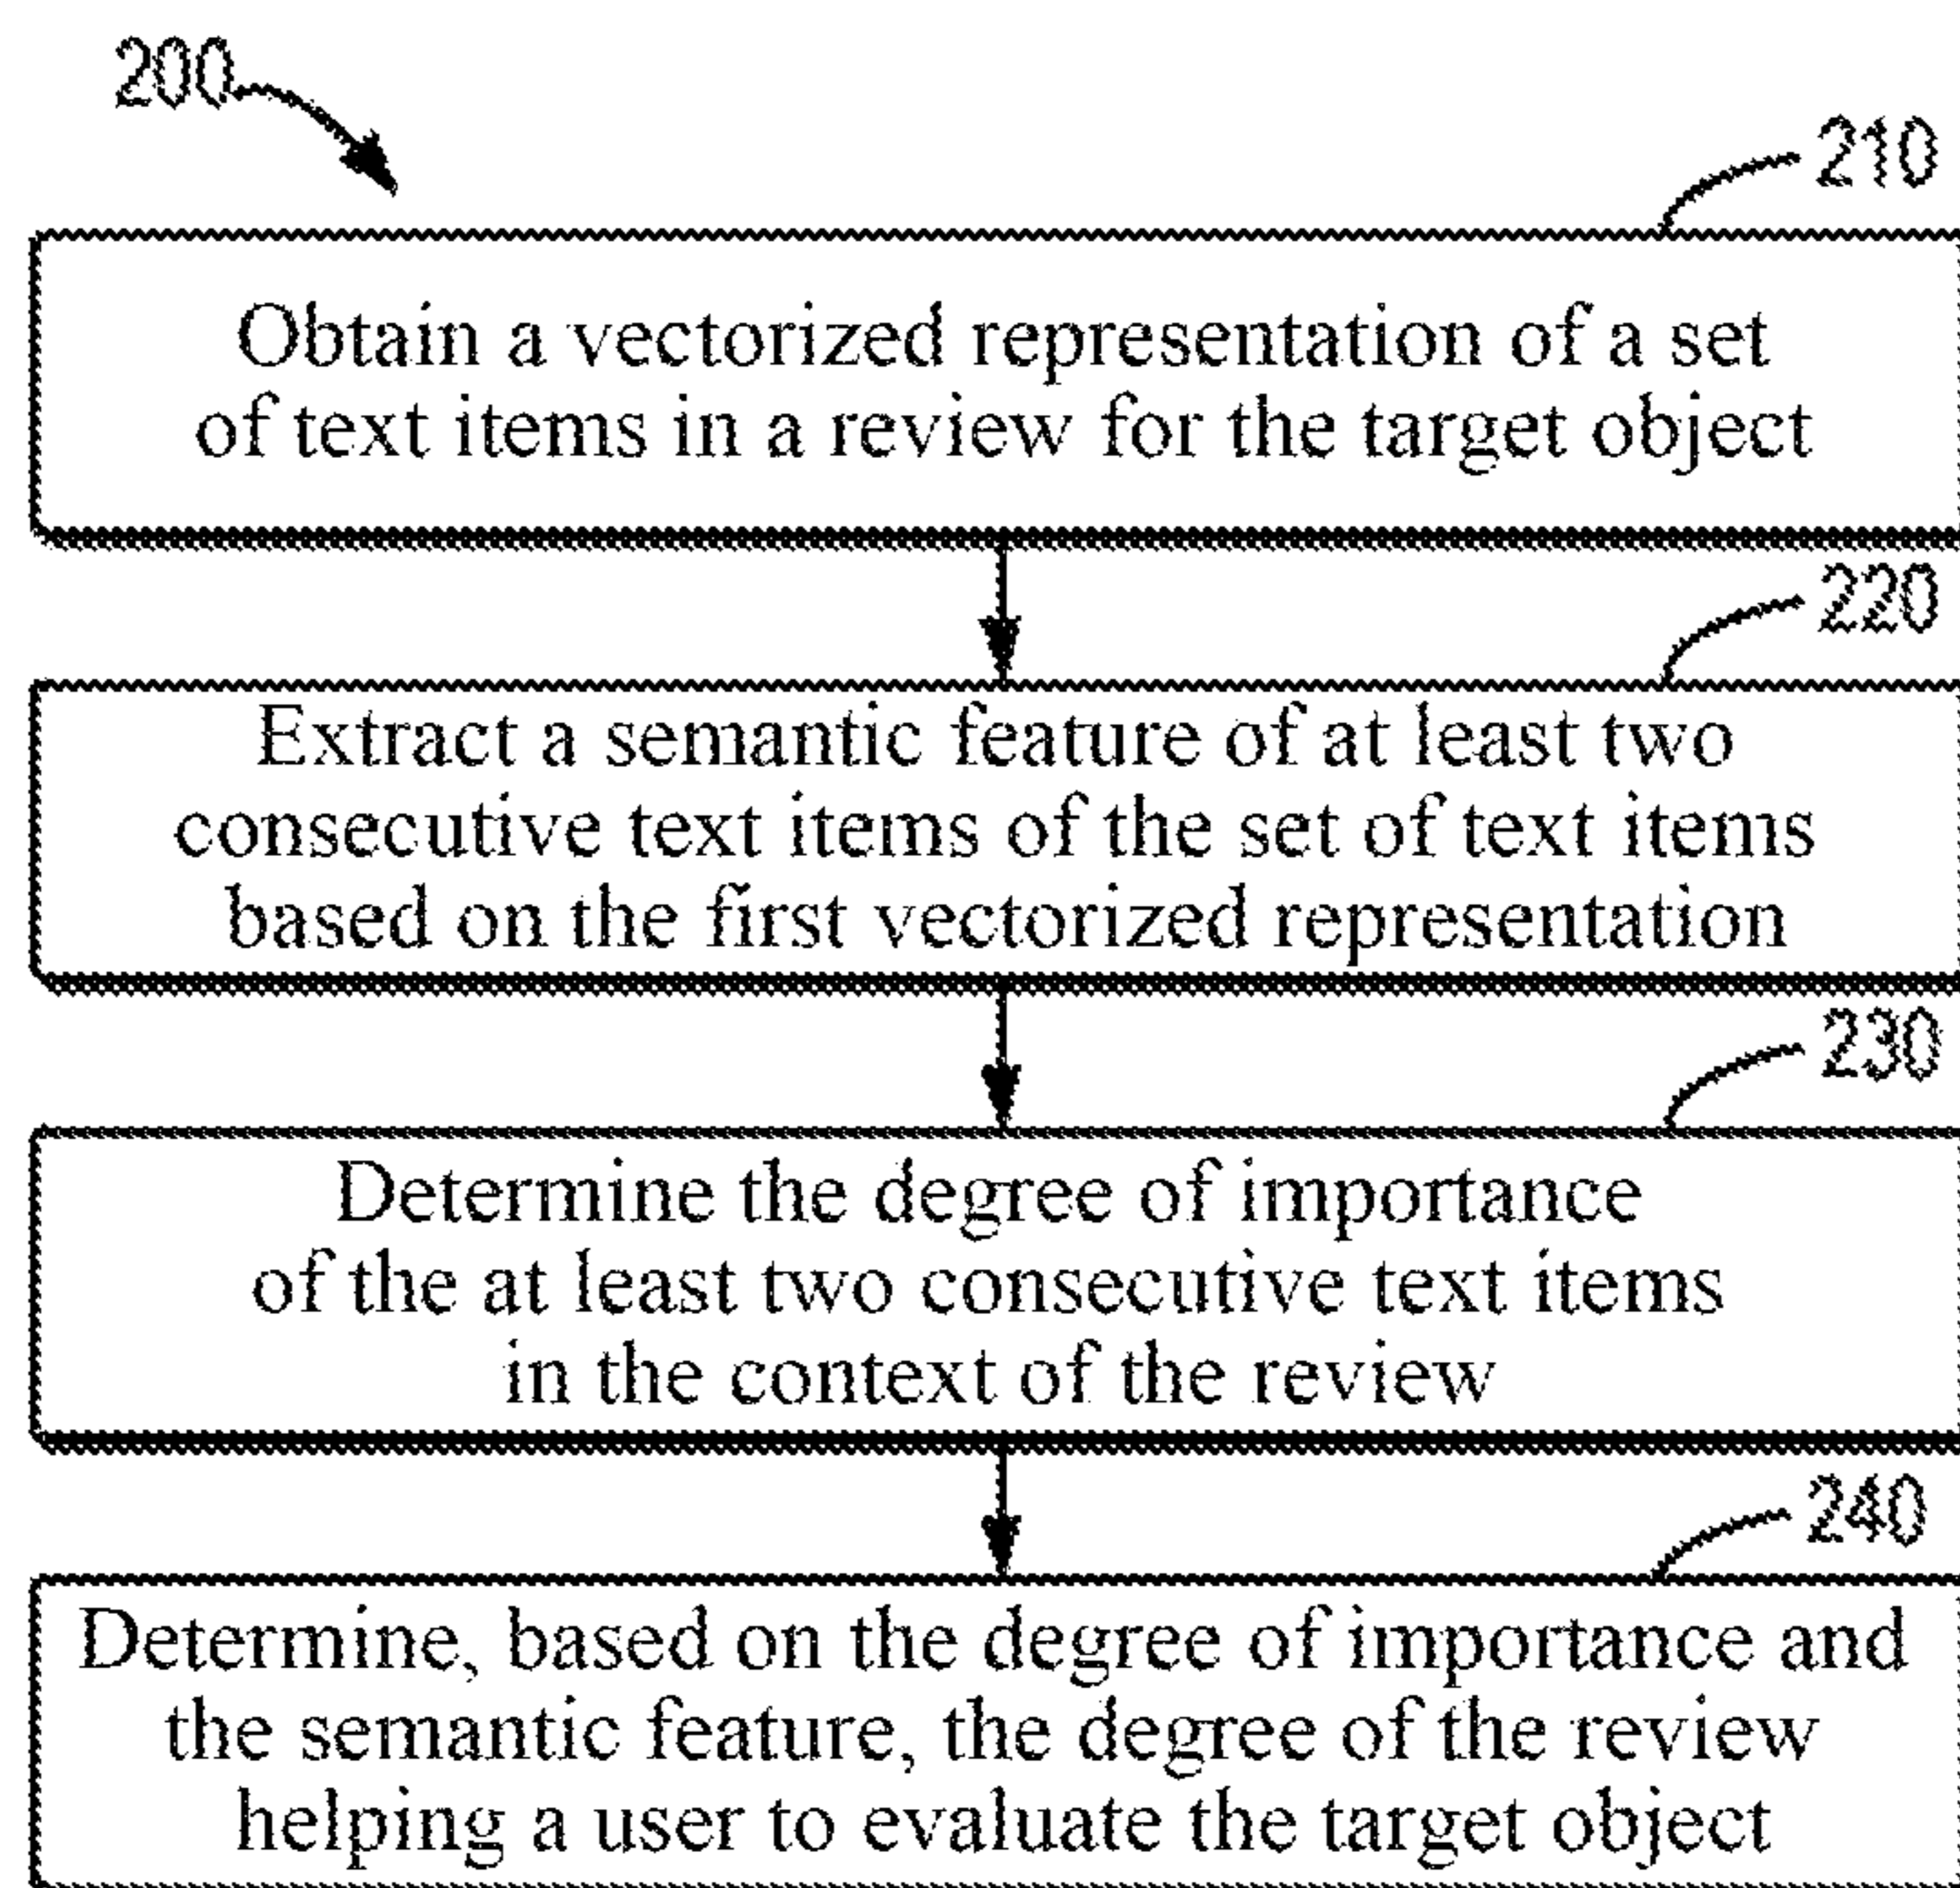 200
210
Obtain a vectorized representation of a set
of text items in a review for the target object
220
Extract a semantic feature of at least two
consecutive text items of the set of text items
based on the first vectorized representation
230
Determine the degree of importance
of the at least two consecutive text items
in the context of the review
240
Determine, based on the degree of importance and
the semantic feature, the degree of the review
helping a user to evaluate the target object